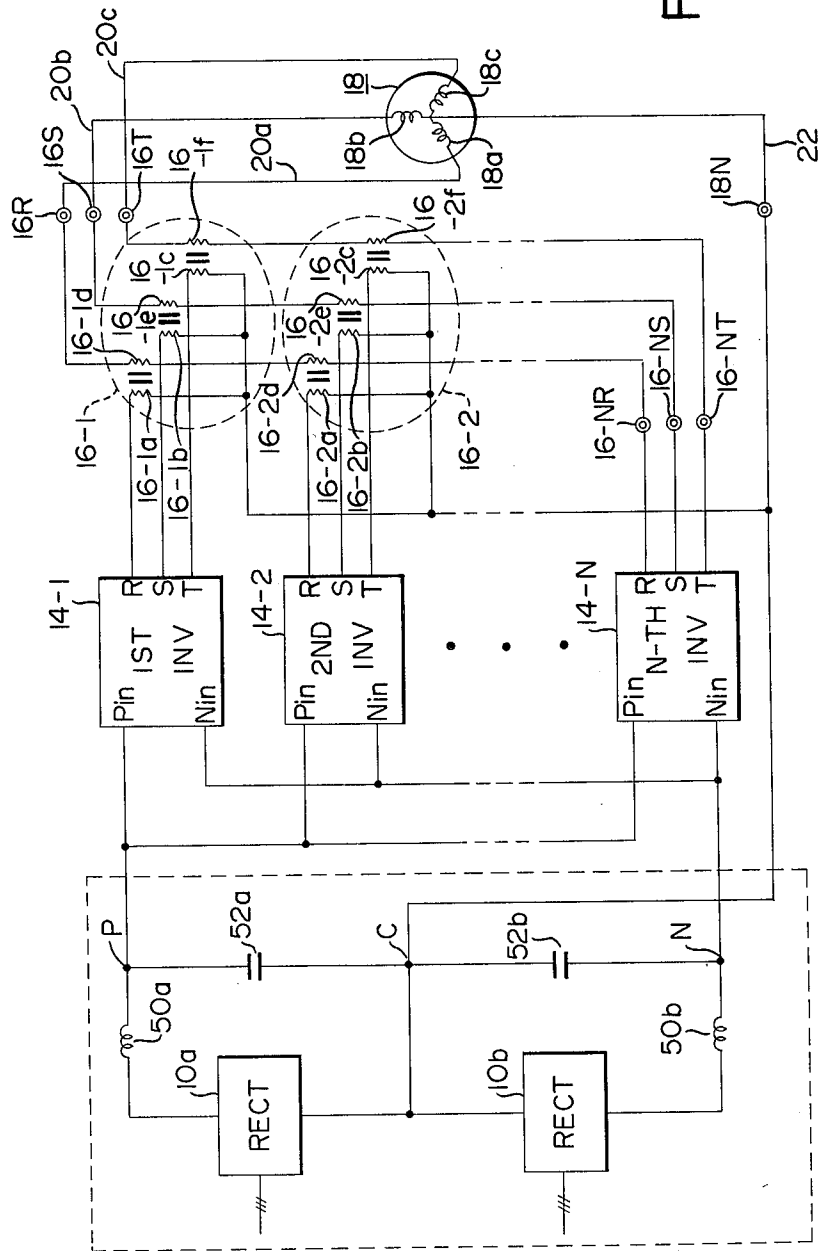 F
20c
20b
16S
16R
16T
20a
16
-1f
18
18b
18c
18a
16-1d
16
-1e
16
-1c
16-1
16-1a
16-1b
16-2d
16
-2e
16
-2c
16
-2f
16-2a
16-2b
16-2
16-NR
16-NS
16-NT
18N
22
14-1
Pin
1ST
INV
Nin
R
S
T
14-2
Pin
2ND
INV
Nin
R
S
T
14-N
Pin
N-TH
INV
Nin
R
S
T
P
50a
52a
C
52b
N
50b
10a
RECT
10b
RECT